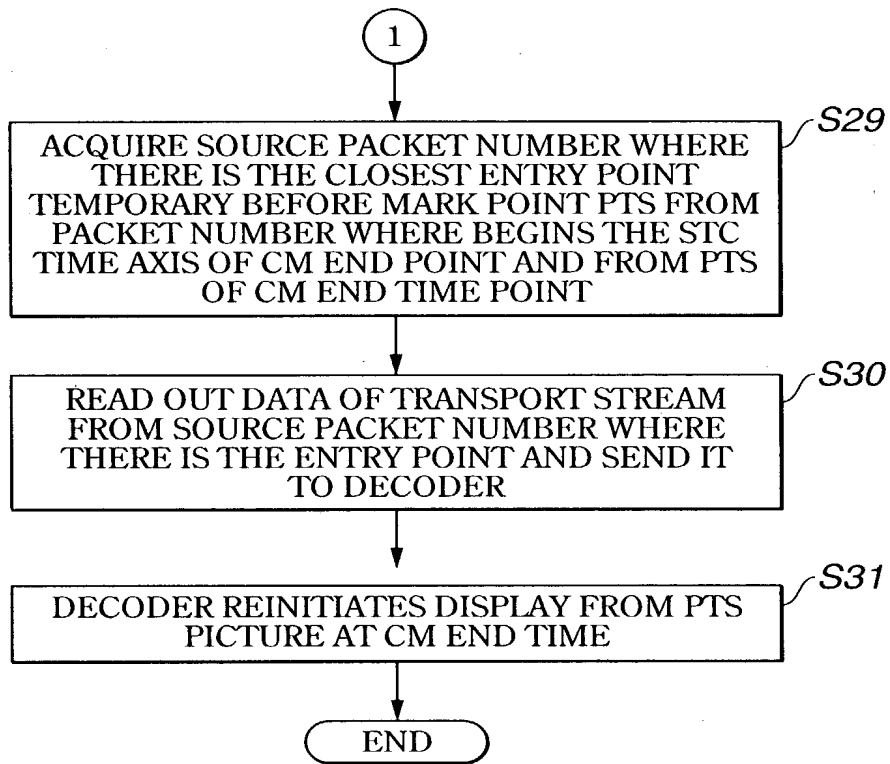 1
S29
ACQUIRE SOURCE PACKET NUMBER WHERE
THERE IS THE CLOSEST ENTRY POINT
TEMPORARY BEFORE MARK POINT PTS FROM
PACKET NUMBER WHERE BEGINS THE STC
TIME AXIS OF CM END POINT AND FROM PTS
OF CM END TIME POINT
S30
READ OUT DATA OF TRANSPORT STREAM
FROM SOURCE PACKET NUMBER WHERE
THERE IS THE ENTRY POINT AND SEND IT
TO DECODER
S31
DECODER REINITIATES DISPLAY FROM PTS
PICTURE AT CM END TIME
END